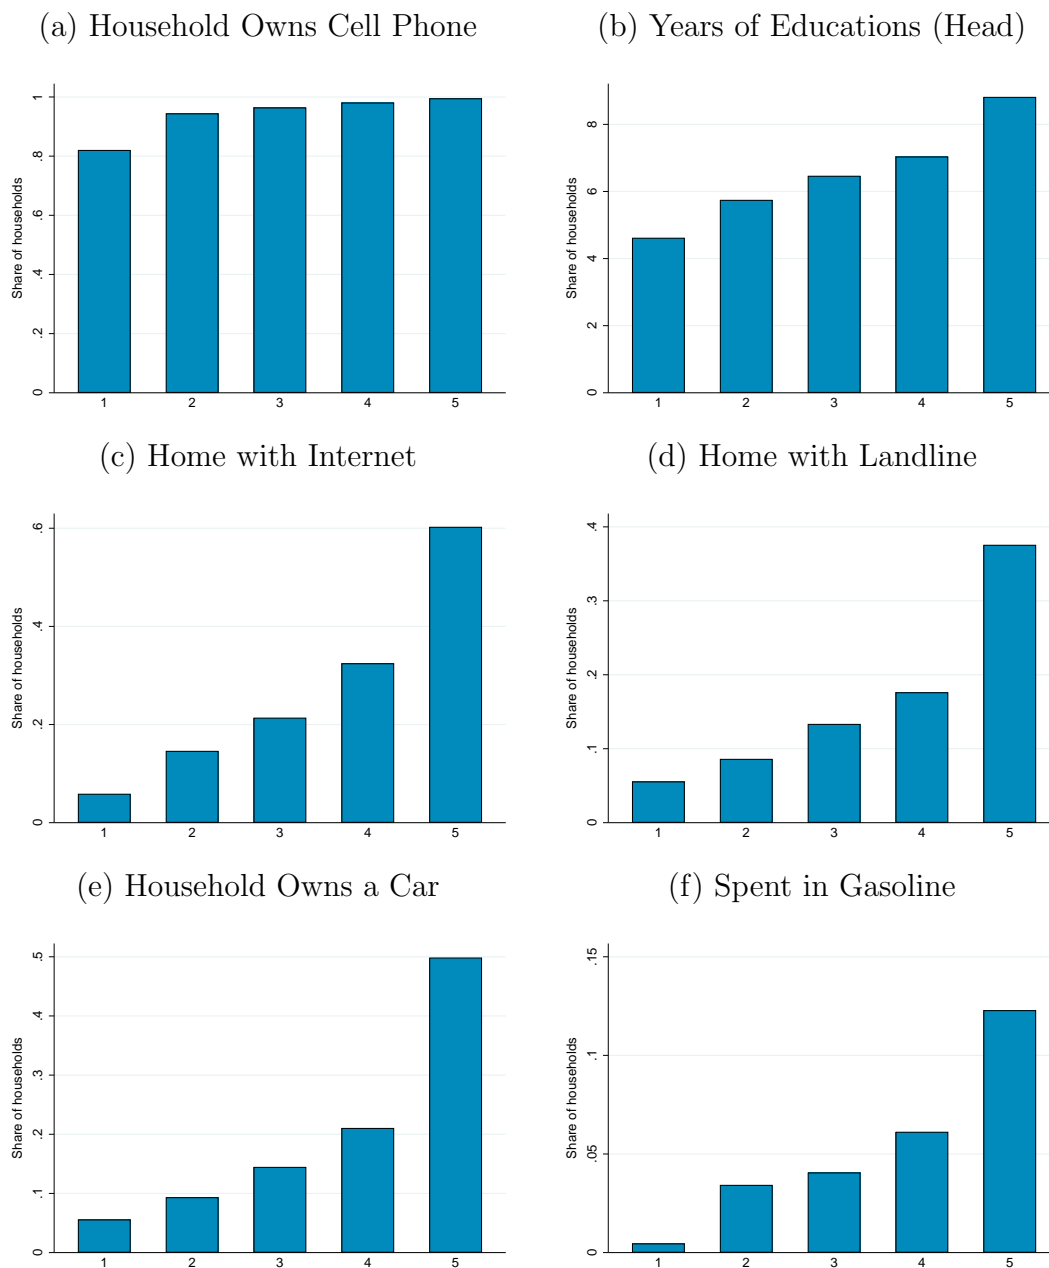 (a) Household Owns Cell Phone
(b) Years of Educations (Head)
Share of households
0
.2
.4
.6
.8
1
1 2 3 4 5
Share of households
0
2
4
6
8
1 2 3 4 5
(c) Home with Internet
(d) Home with Landline
Share of households
0
.2
.4
.6
1 2 3 4 5
Share of households
0
.1
.2
.3
.4
1 2 3 4 5
(e) Household Owns a Car
(f) Spent in Gasoline
Share of households
0
.1
.2
.3
.4
.5
1 2 3 4 5
Share of households
0
.05
.1
.15
1 2 3 4 5